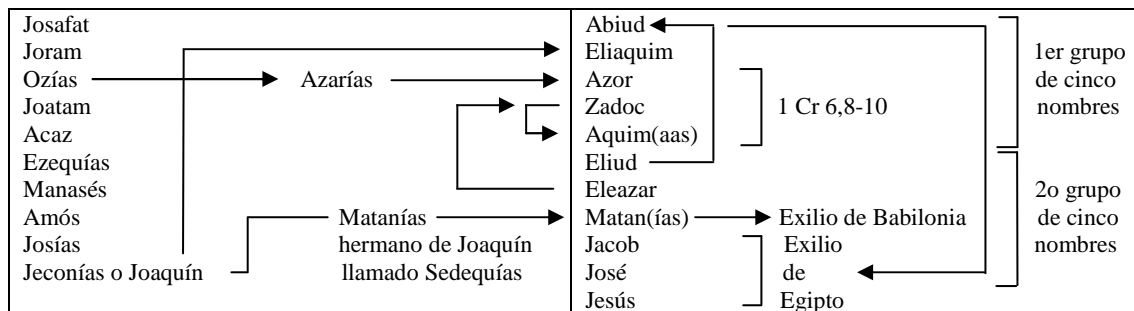 Josafat
Joram
Ozías Azarías
Joatam
Acaz
Ezequías
Manasés
Amós Matanías
Josías hermano de Joaquín
Jeconías o Joaquín llamado Sedequías
Abiud
Eliaquim 1er grupo
Azor de cinco
Zadoc 1 Cr 6,8-10 nombres
Aquim(aas)
Eliud
Eleazar 2o grupo
Matan(ías) Exilio de Babilonia de cinco
Jacob Exilio nombres
José de
Jesús Egipto